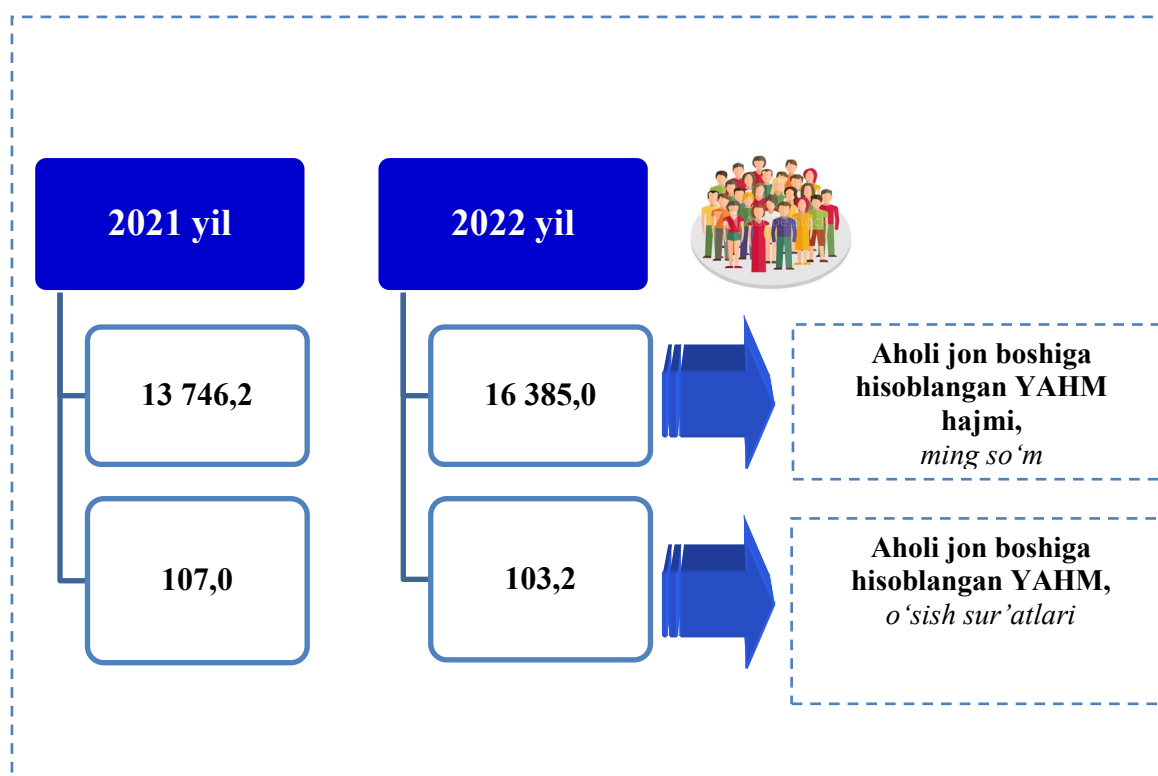 2021 yil
2022 yil
13 746,2
16 385,0
Aholi jon boshiga
hisoblangan YAHM
hajmi,
ming so‘m
107,0
103,2
Aholi jon boshiga
hisoblangan YAHM,
o‘sish sur’atlari